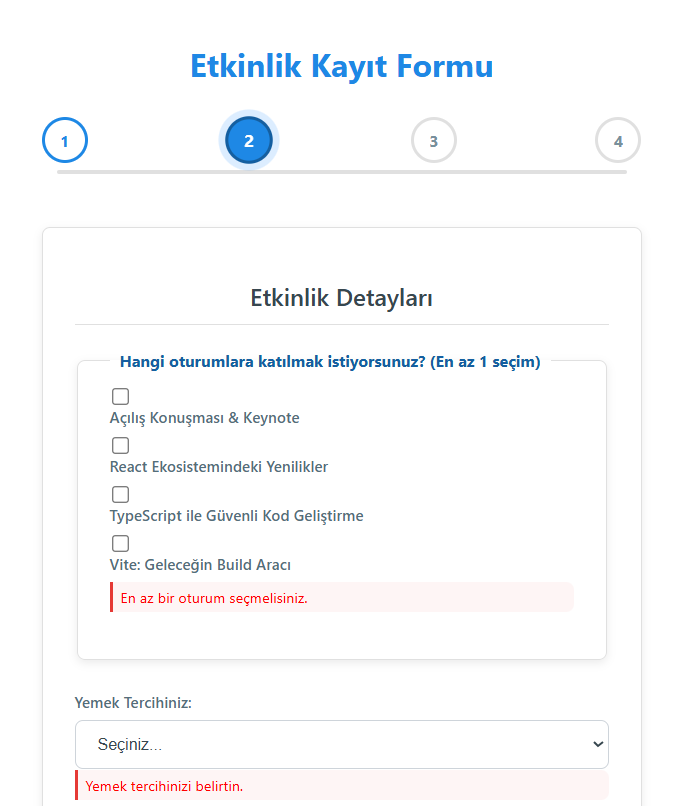 Etkinlik Kayıt Formu
1 2 3 4
Etkinlik Detayları
Hangi oturumlara katılmak istiyorsunuz? (En az 1 seçim)
Açılış Konuşması & Keynote
React Ekosistemindeki Yenilikler
TypeScript ile Güvenli Kod Geliştirme
Vite: Geleceğin Build Aracı
En az bir oturum seçmelisiniz.
Yemek Tercihiniz:
Seçiniz...
Yemek tercihinizi belirtin.